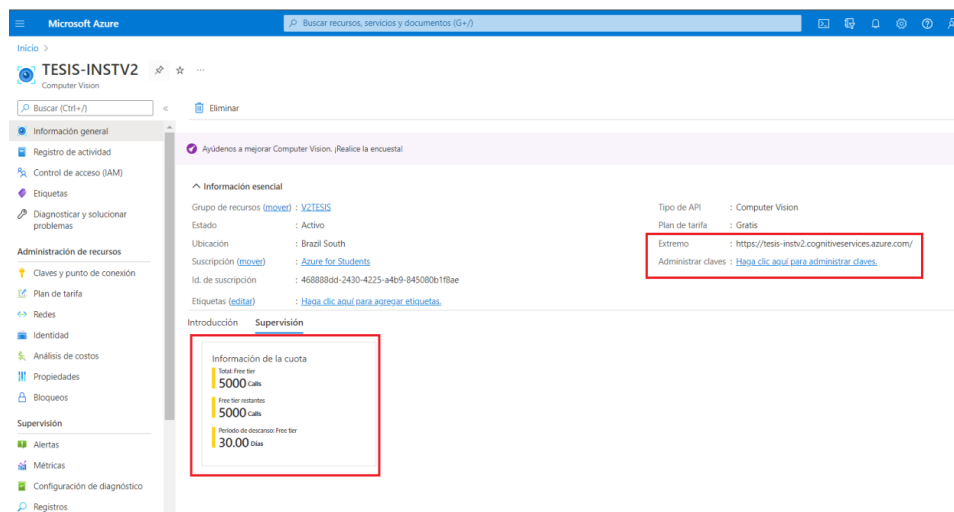 Microsoft Azure
Buscar recursos, servicios y documentos (G+/)
Inicio >
TESIS-INSTV2
Computer Vision
Buscar (Ctrl+/)
«
Eliminar
Información general
Registro de actividad
Control de acceso (IAM)
Etiquetas
Diagnosticar y solucionar
problemas
Administración de recursos
Claves y punto de conexión
Plan de tarifa
Redes
Identidad
Análisis de costos
Propiedades
Bloqueos
Supervisión
Alertas
Métricas
Configuración de diagnóstico
Registros
Ayúdenos a mejorar Computer Vision. ¡Realice la encuesta!
Información esencial
Grupo de recursos (mover) : V2TESIS
Estado : Activo
Ubicación : Brazil South
Suscripción (mover) : Azure for Students
Id. de suscripción : 468888dd-2430-4225-a4b9-845080b1f8ae
Etiquetas (editar) : Haga clic aquí para agregar etiquetas.
Tipo de API : Computer Vision
Plan de tarifa : Gratis
Extremo : https://tesis-instv2.cognitiveservices.azure.com/
Administrar claves : Haga clic aquí para administrar claves.
Introducción Supervisión
Información de la cuota
Total: Free tier
5000 Calls
Free tier restantes
5000 Calls
Periodo de descanso: Free tier
30.00 Días